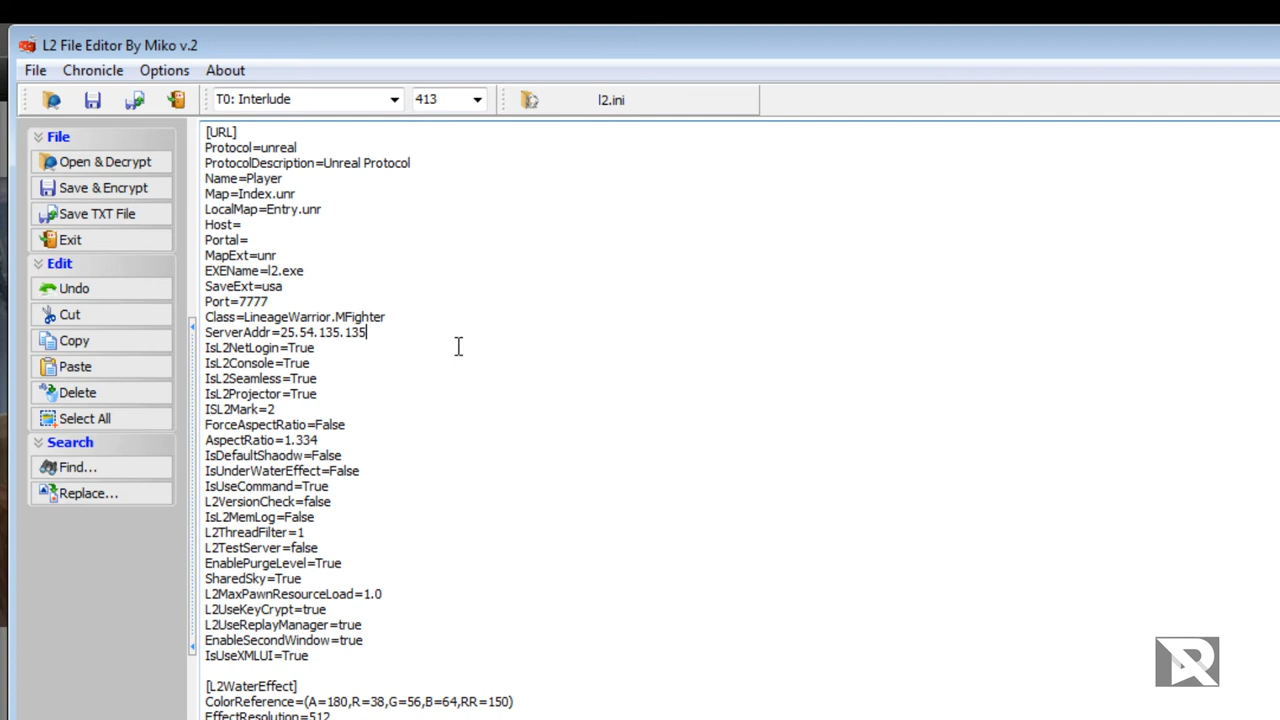 L2 File Editor By Miko v.2
File Chronicle Options About
T0: Interlude 413 l2.ini
File
Open & Decrypt
Save & Encrypt
Save TXT File
Exit
Edit
Undo
Cut
Copy
Paste
Delete
Select All
Search
Find...
Replace...
[URL]
Protocol=unreal
ProtocolDescription=Unreal Protocol
Name=Player
Map=Index.unr
LocalMap=Entry.unr
Host=
Portal=
MapExt=unr
EXEName=l2.exe
SaveExt=usa
Port=7777
Class=LineageWarrior.MFighter
ServerAddr=25.54.135.135
IsL2NetLogin=True
IsL2Console=True
IsL2Seamless=True
IsL2Projector=True
ISL2Mark=2
ForceAspectRatio=False
AspectRatio=1.334
IsDefaultShaodw=False
IsUnderWaterEffect=False
IsUseCommand=True
L2VersionCheck=false
IsL2MemLog=False
L2ThreadFilter=1
L2TestServer=false
EnablePurgeLevel=True
SharedSky=True
L2MaxPawnResourceLoad=1.0
L2UseKeyCrypt=true
L2UseReplayManager=true
EnableSecondWindow=true
IsUseXMLUI=True
[L2WaterEffect]
ColorReference=(A=180,R=38,G=56,B=64,RR=150)
EffectResolution=512